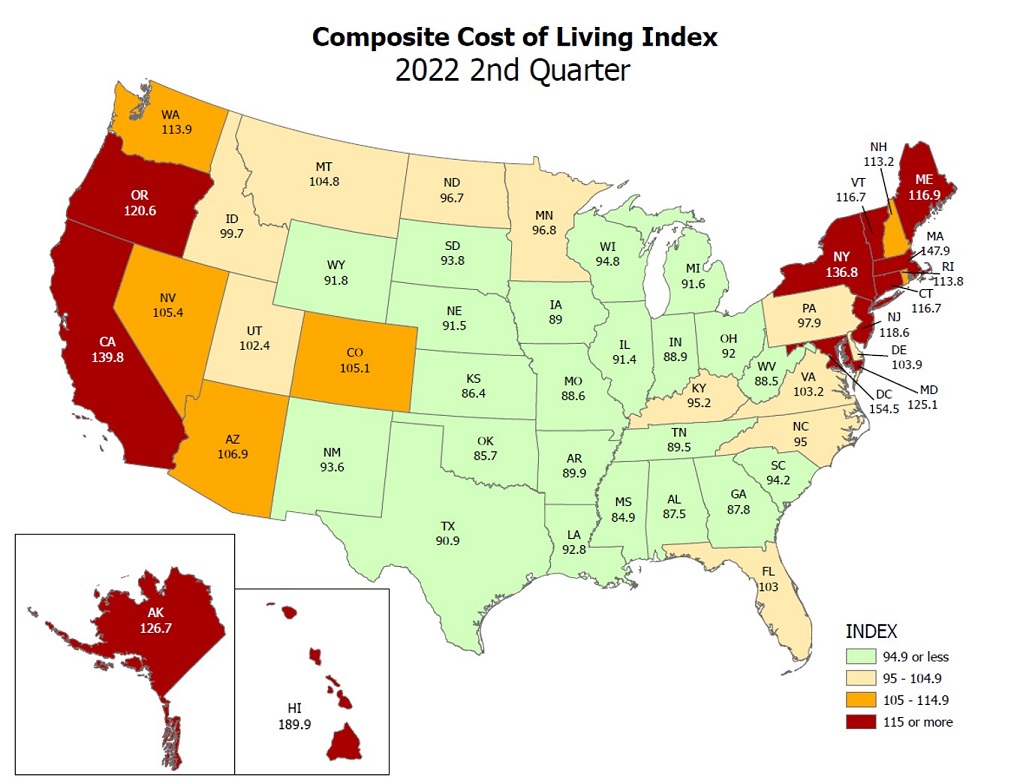 Composite Cost of Living Index
2022 2nd Quarter
WA
113.9
OR
120.6
ID
99.7
MT
104.8
ND
96.7
MN
96.8
WI
94.8
MI
91.6
NH
113.2
VT
116.7
ME
116.9
NY
136.8
MA
147.9
RI
113.8
CT
116.7
NJ
118.6
DE
103.9
MD
125.1
DC
154.5
PA
97.9
SD
93.8
WY
91.8
NE
91.5
IA
89
IL
91.4
IN
88.9
OH
92
WV
88.5
VA
103.2
KY
95.2
NV
105.4
UT
102.4
CO
105.1
KS
86.4
MO
88.6
CA
139.8
AZ
106.9
NM
93.6
OK
85.7
AR
89.9
TN
89.5
NC
95
SC
94.2
TX
90.9
LA
92.8
MS
84.9
AL
87.5
GA
87.8
FL
103
AK
126.7
HI
189.9
INDEX
94.9 or less
95 - 104.9
105 - 114.9
115 or more